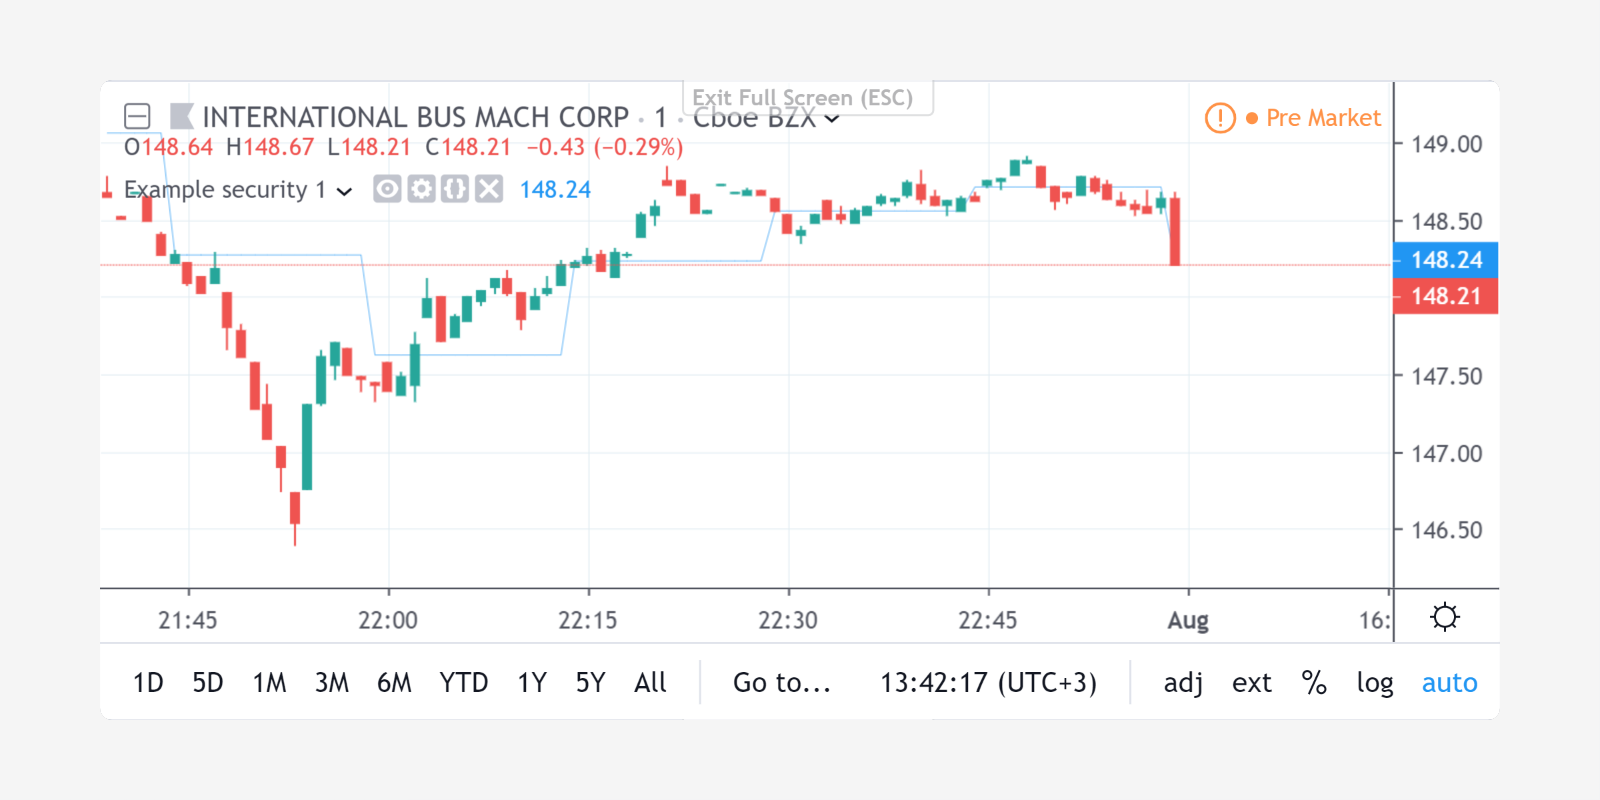 Exit Full Screen (ESC)
INTERNATIONAL BUS MACH CORP · 1 · Cboe BZX
Pre Market
O148.64 H148.67 L148.21 C148.21 −0.43 (−0.29%)
Example security 1 148.24
149.00
148.50
148.24
148.21
147.50
147.00
146.50
21:45 22:00 22:15 22:30 22:45 Aug 16:
1D 5D 1M 3M 6M YTD 1Y 5Y All Go to... 13:42:17 (UTC+3) adj ext % log auto